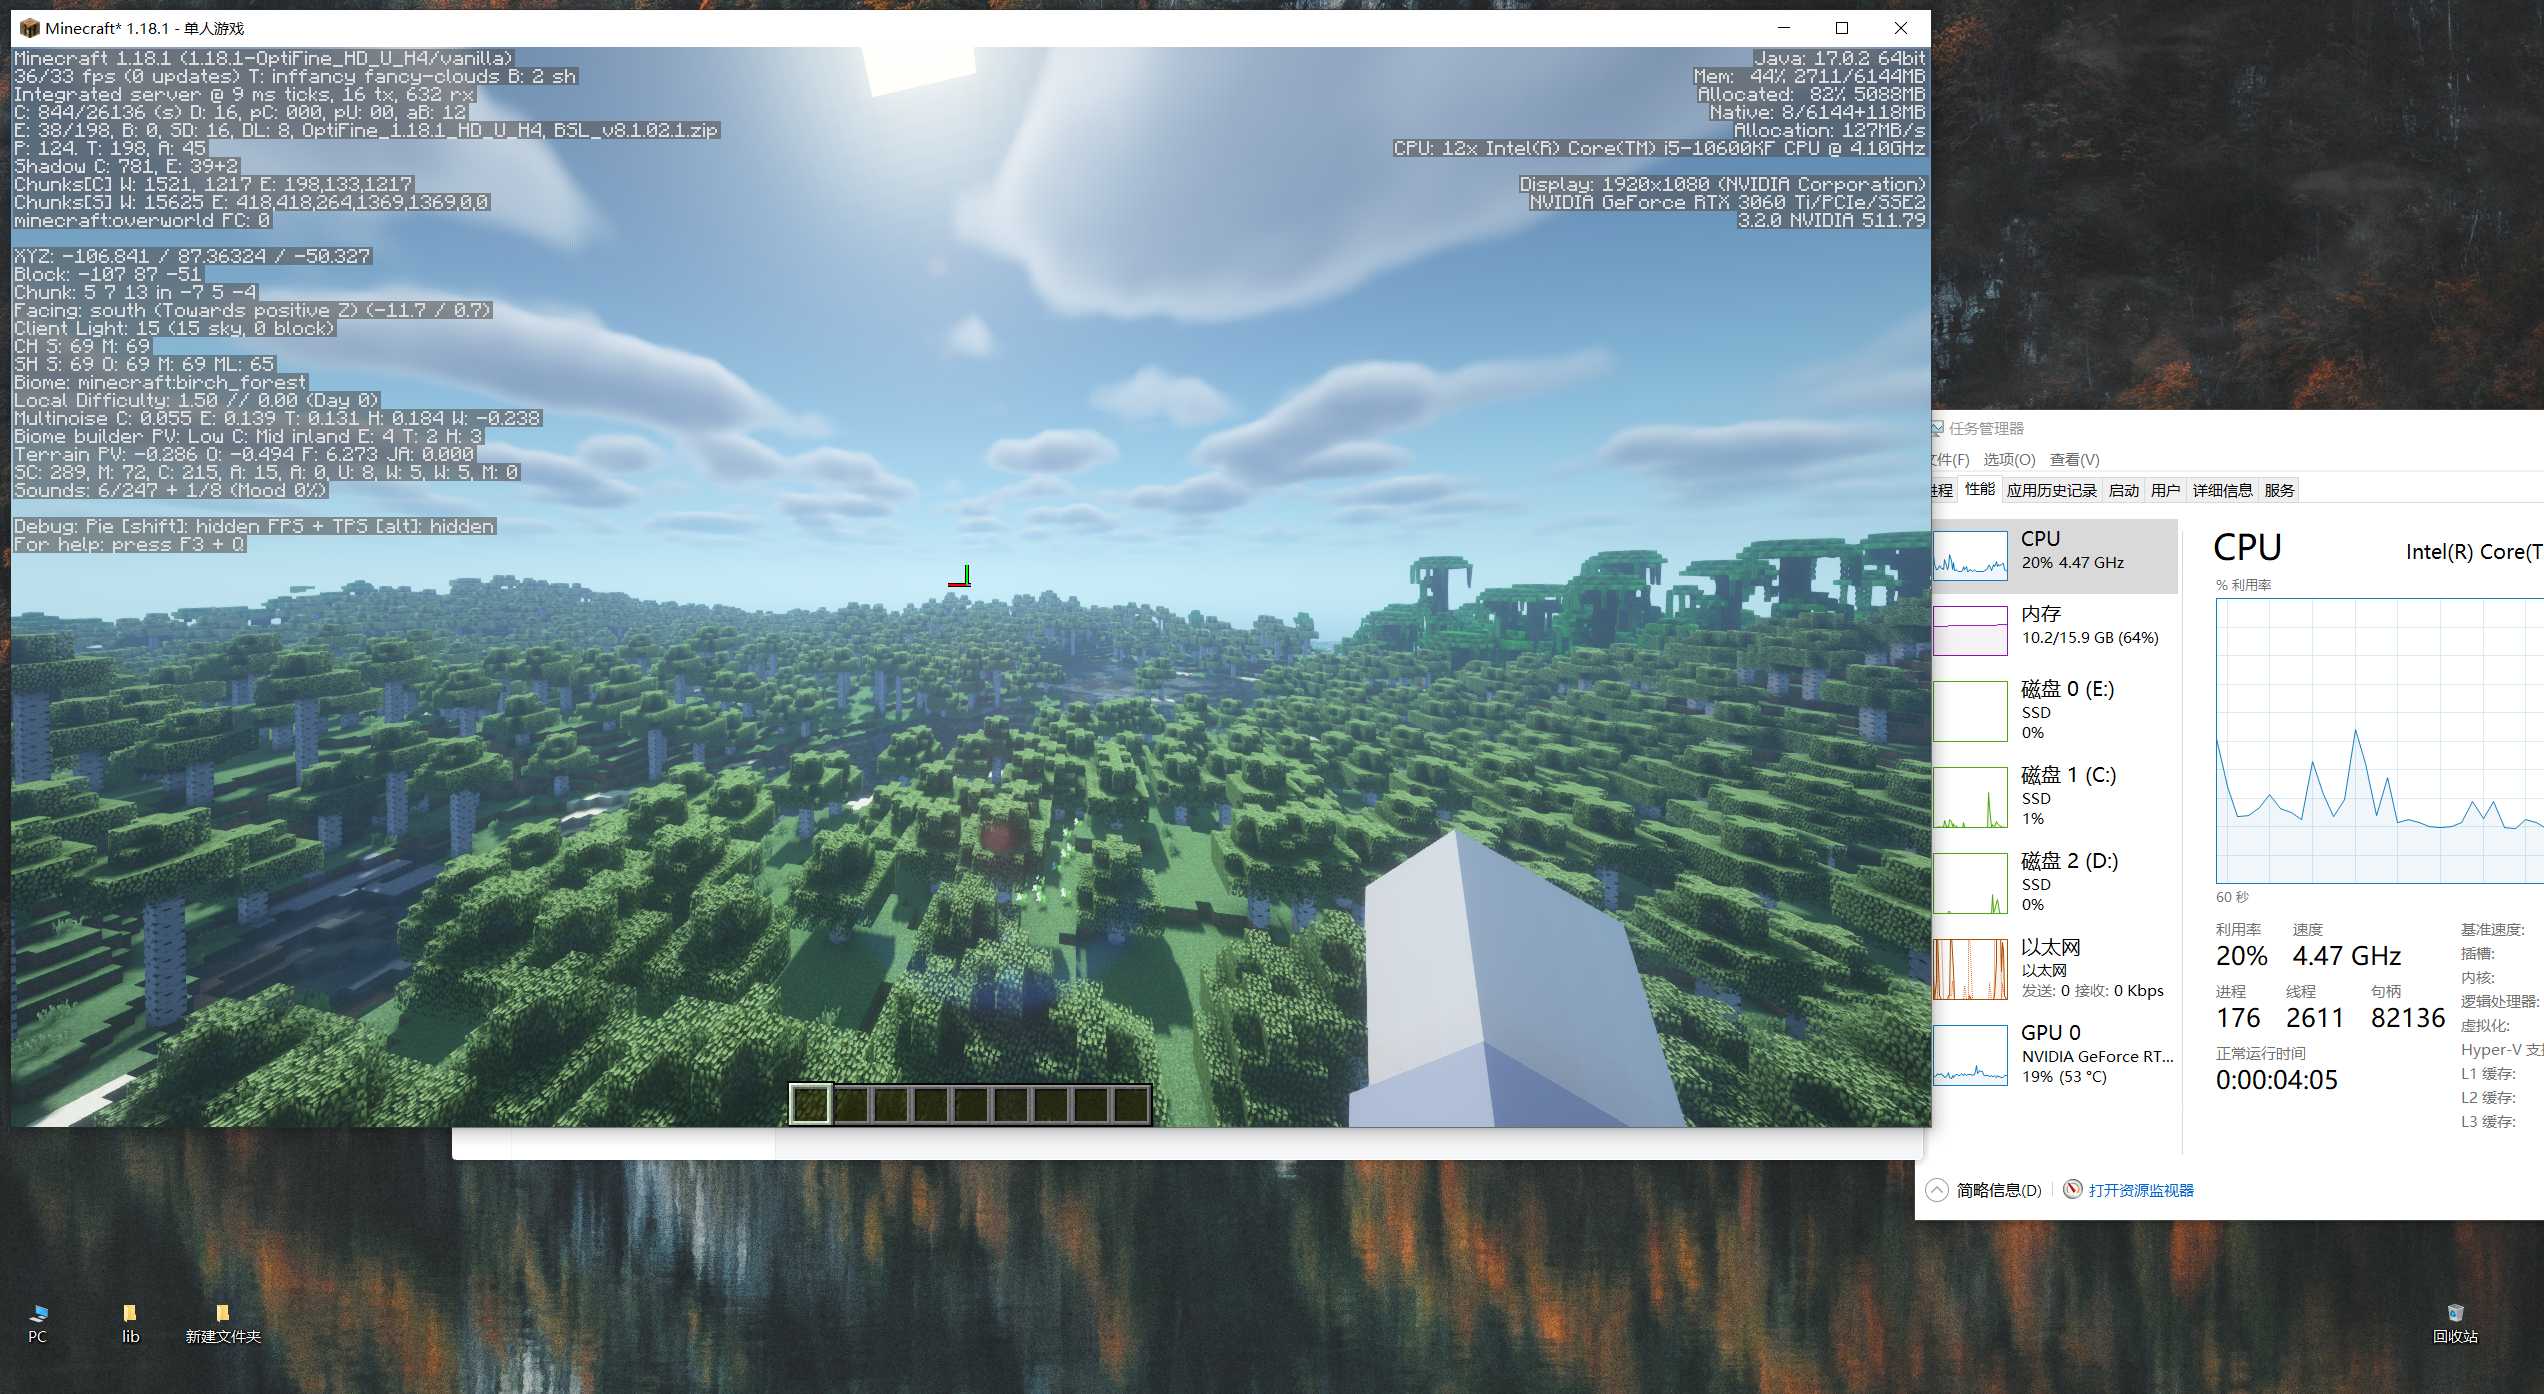 Minecraft* 1.18.1 - 单人游戏
Minecraft 1.18.1 (1.18.1-OptiFine_HD_U_H4/vanilla)
36/33 fps (0 updates) T: inffancy fancy-clouds B: 2 sh
Integrated server @ 9 ms ticks, 16 tx, 632 rx
C: 844/26136 (s) D: 16, pC: 000, pU: 00, aB: 12
E: 38/198, B: 0, SD: 16, DL: 8, OptiFine_1.18.1_HD_U_H4, BSL_v8.1.02.1.zip
P: 124. T: 198, A: 45
Shadow C: 781, E: 39+2
Chunks[C] W: 1521, 1217 E: 198,133,1217
Chunks[S] W: 15625 E: 418,418,264,1369,1369,0,0
minecraft:overworld FC: 0
XYZ: -106.841 / 87.36324 / -50.327
Block: -107 87 -51
Chunk: 5 7 13 in -7 5 -4
Facing: south (Towards positive Z) (-11.7 / 0.7)
Client Light: 15 (15 sky, 0 block)
CH S: 69 M: 69
SH S: 69 O: 69 M: 69 ML: 65
Biome: minecraft:birch_forest
Local Difficulty: 1.50 // 0.00 (Day 0)
Multinoise C: 0.055 E: 0.139 T: 0.131 H: 0.184 W: -0.238
Biome builder PV: Low C: Mid inland E: 4 T: 2 H: 3
Terrain PV: -0.286 O: -0.494 F: 6.273 JA: 0.000
SC: 289, M: 72, C: 215, A: 15, A: 0, U: 8, W: 5, W: 5, M: 0
Sounds: 6/247 + 1/8 (Mood 0%)
Debug: Pie [shift]: hidden FPS + TPS [alt]: hidden
For help: press F3 + Q
Java: 17.0.2 64bit
Mem: 44% 2711/6144MB
Allocated: 82% 5088MB
Native: 8/6144+118MB
Allocation: 127MB/s
CPU: 12x Intel(R) Core(TM) i5-10600KF CPU @ 4.10GHz
Display: 1920x1080 (NVIDIA Corporation)
NVIDIA GeForce RTX 3060 Ti/PCIe/SSE2
3.2.0 NVIDIA 511.79
任务管理器
件(F) 选项(O) 查看(V)
程 性能 应用历史记录 启动 用户 详细信息 服务
CPU
20% 4.47 GHz
内存
10.2/15.9 GB (64%)
磁盘 0 (E:)
SSD
0%
磁盘 1 (C:)
SSD
1%
磁盘 2 (D:)
SSD
0%
以太网
以太网
发送: 0 接收: 0 Kbps
GPU 0
NVIDIA GeForce RT...
19% (53 °C)
CPU Intel(R) Core(T
% 利用率
60 秒
利用率 速度
20% 4.47 GHz
进程 线程 句柄
176 2611 82136
正常运行时间
0:00:04:05
基准速度:
插槽:
内核:
逻辑处理器:
虚拟化:
Hyper-V 支
L1 缓存:
L2 缓存:
L3 缓存:
简略信息(D) 打开资源监视器
PC
lib
新建文件夹
回收站